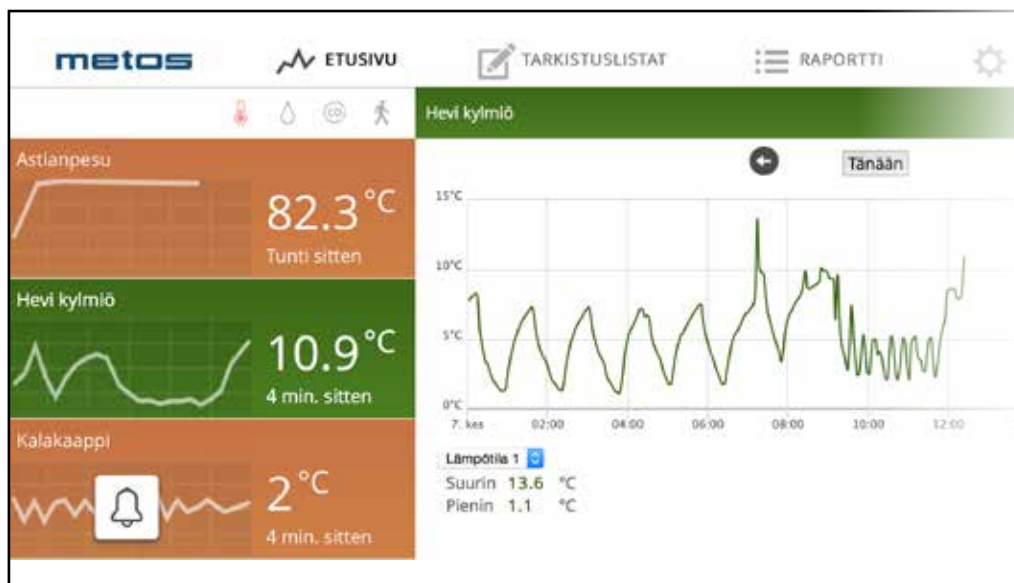 metos
ETUSIVU
TARKISTUSLISTAT
RAPORTTI
CO
Hevi kylmiö
Astianpesu
82.3 °C
Tunti sitten
Hevi kylmiö
10.9 °C
4 min. sitten
Kalakaappi
2 °C
4 min. sitten
Tänään
15°C
10°C
5°C
0°C
7. kes 02:00 04:00 06:00 08:00 10:00 12:00
Lämpötila 1
Suurin 13.6 °C
Pienin 1.1 °C